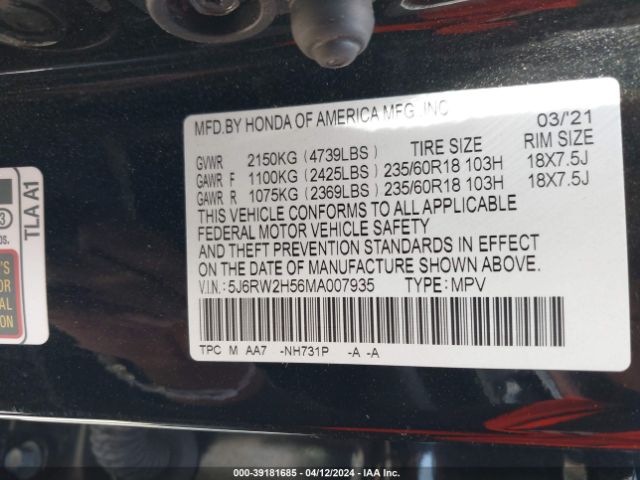 MFD.BY HONDA OF AMERICA MFG.,INC 03/'21
TIRE SIZE RIM SIZE
GVWR 2150KG (4739LBS)
GAWR F 1100KG (2425LBS) 235/60R18 103H 18X7.5J
GAWR R 1075KG (2369LBS) 235/60R18 103H 18X7.5J
THIS VEHICLE CONFORMS TO ALL APPLICABLE
FEDERAL MOTOR VEHICLE SAFETY
AND THEFT PREVENTION STANDARDS IN EFFECT
ON THE DATE OF MANUFACTURE SHOWN ABOVE.
V.I.N.: 5J6RW2H56MA007935 TYPE: MPV
TPC M AA7 -NH731P -A -A
TLA A1
000-39181685 - 04/12/2024 - IAA Inc.